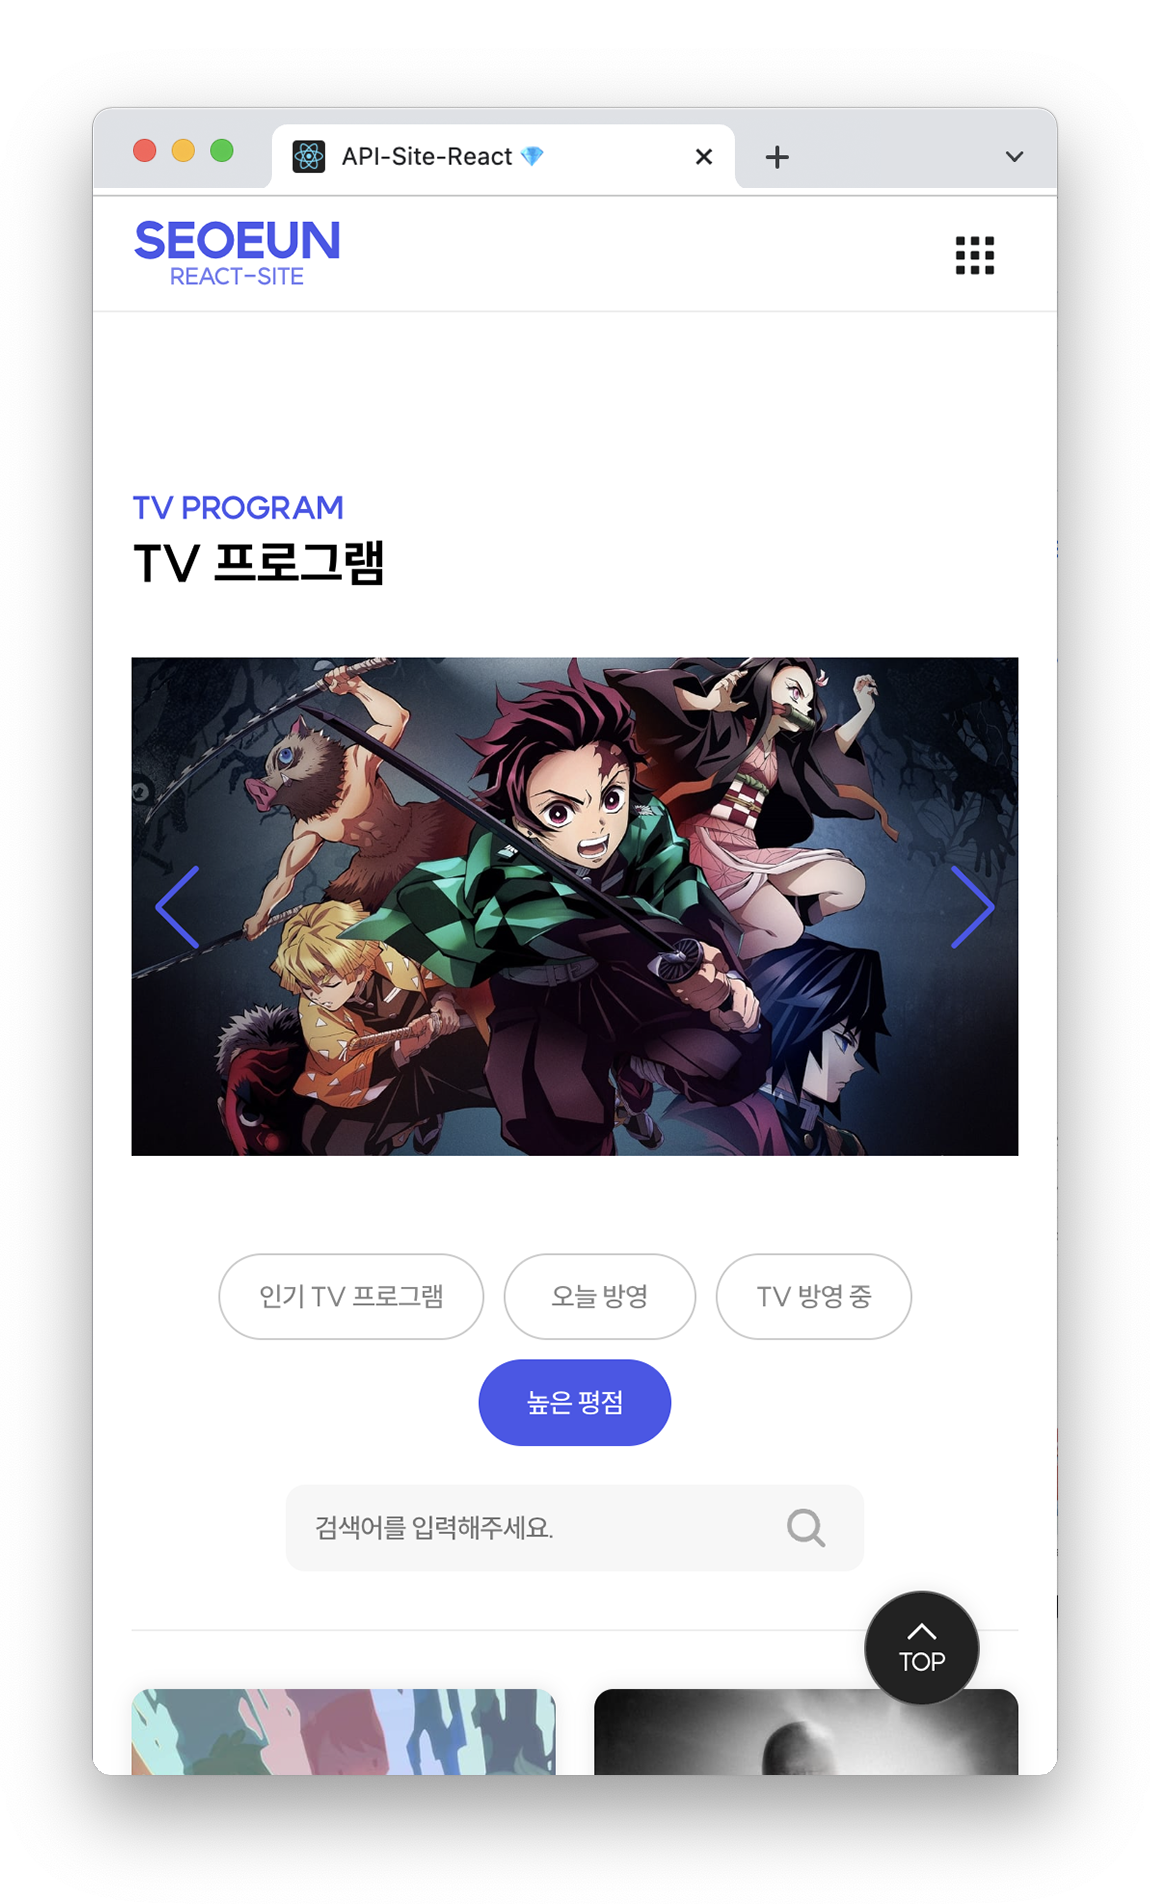 API-Site-React 💎
SEOEUN
REACT-SITE
TV PROGRAM
TV 프로그램
인기 TV 프로그램
오늘 방영
TV 방영 중
높은 평점
검색어를 입력해주세요.
TOP